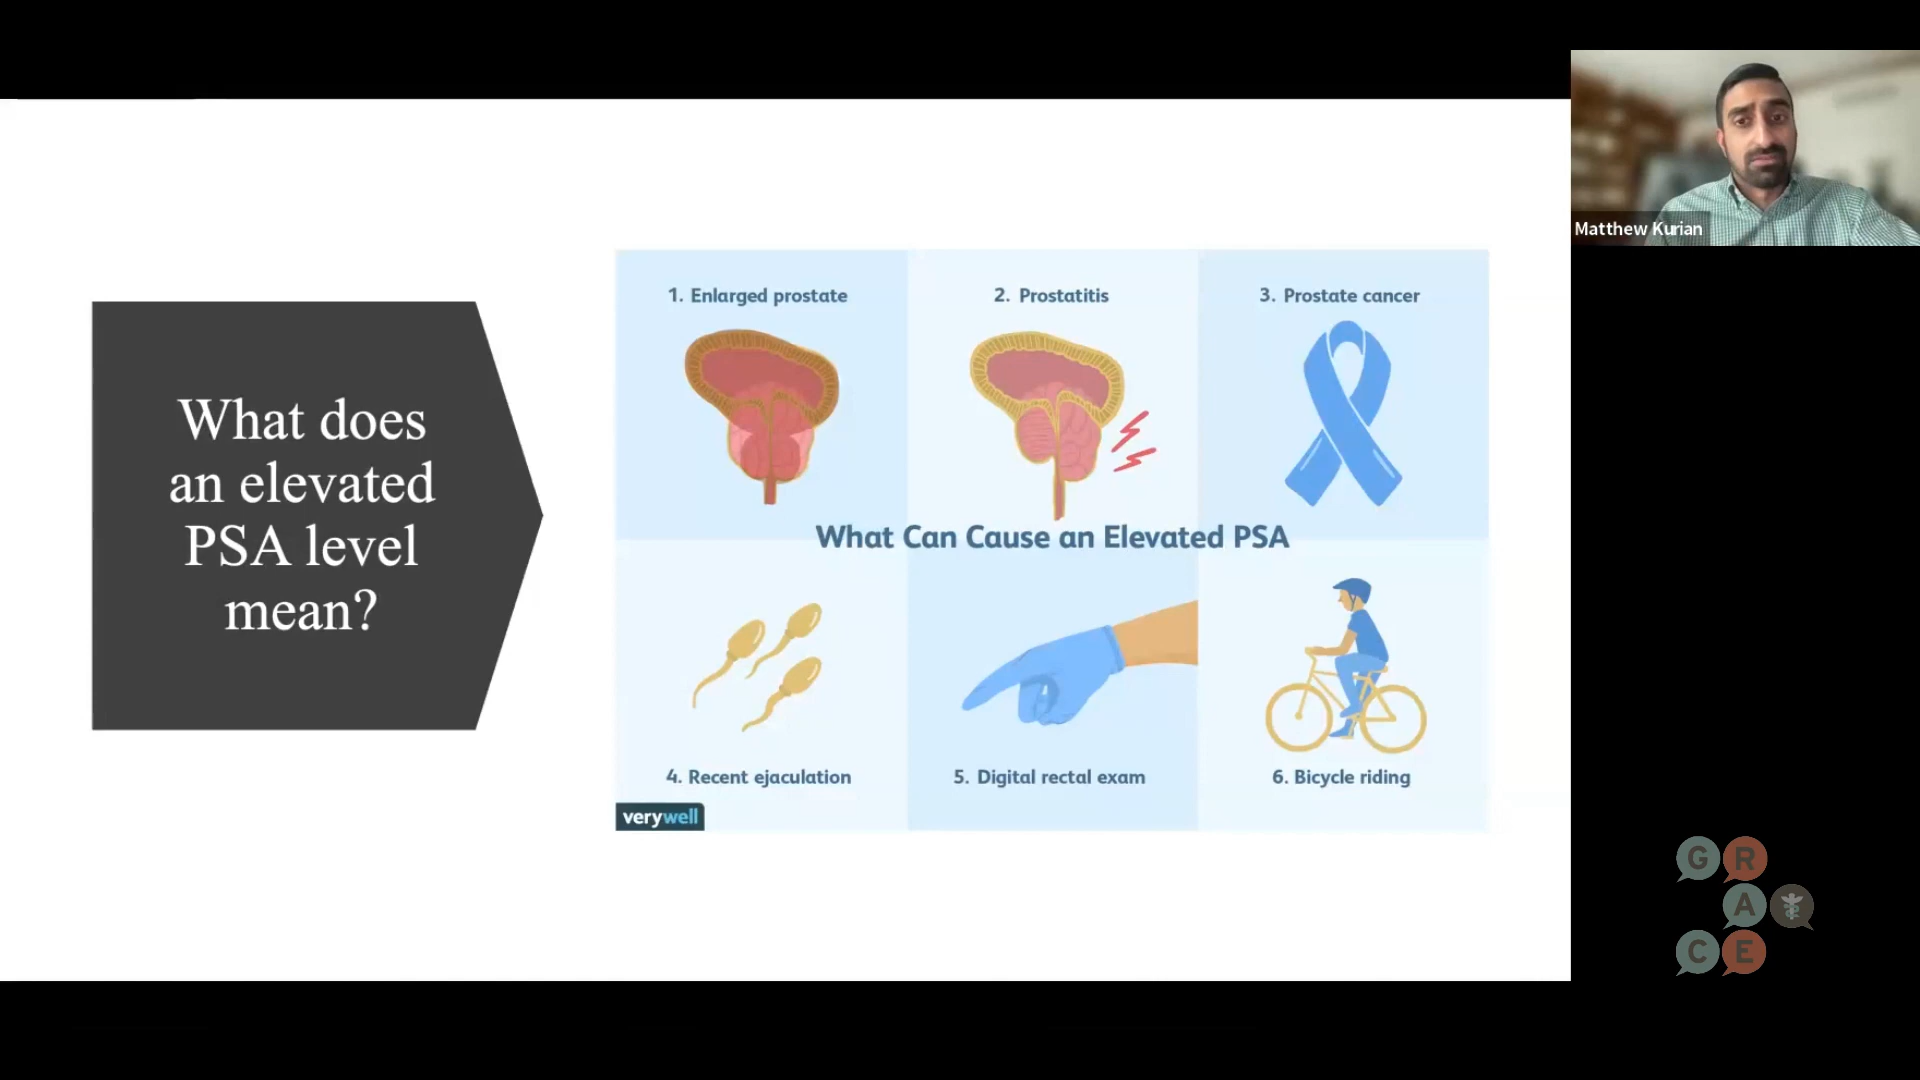 What does
an elevated
PSA level
mean?
1. Enlarged prostate
2. Prostatitis
3. Prostate cancer
What Can Cause an Elevated PSA
4. Recent ejaculation
5. Digital rectal exam
6. Bicycle riding
verywell
Matthew Kurian
G R
A
C E